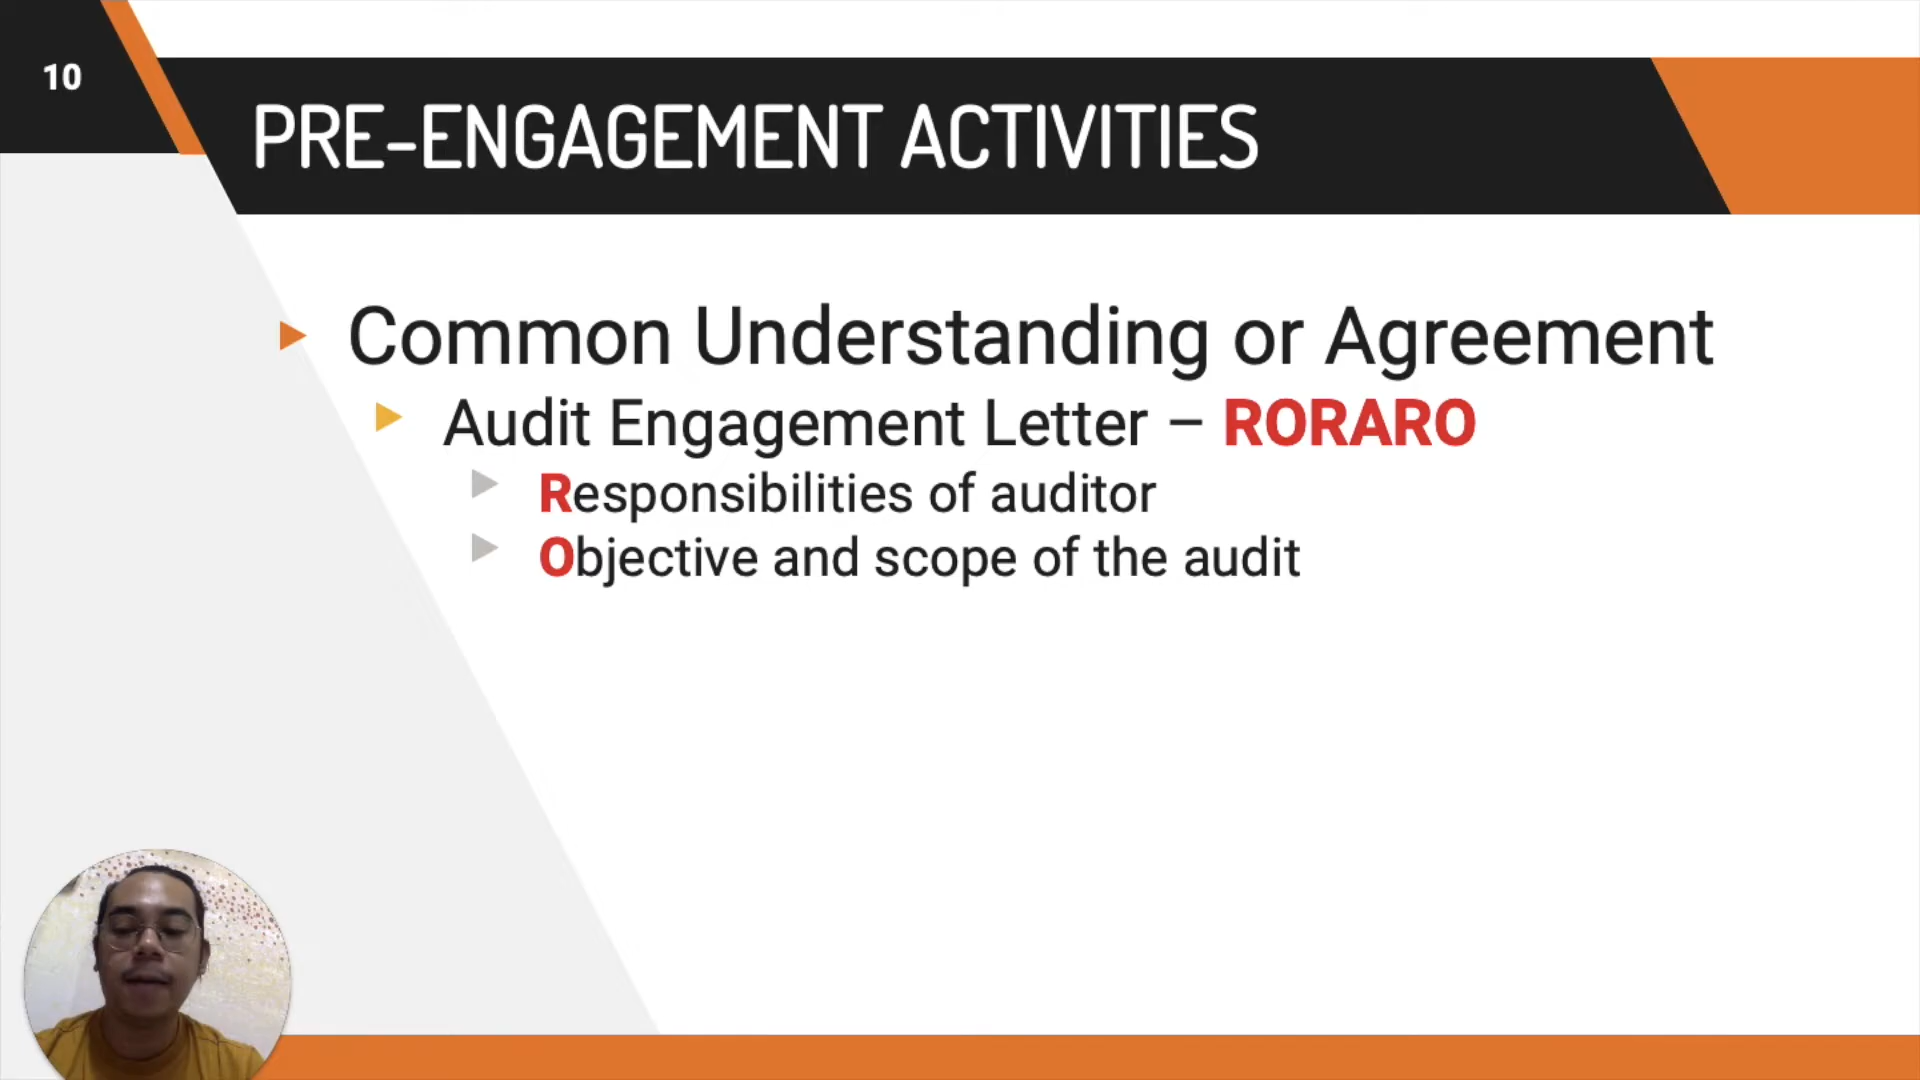 10
PRE-ENGAGEMENT ACTIVITIES
Common Understanding or Agreement
Audit Engagement Letter – RORARO
Responsibilities of auditor
Objective and scope of the audit